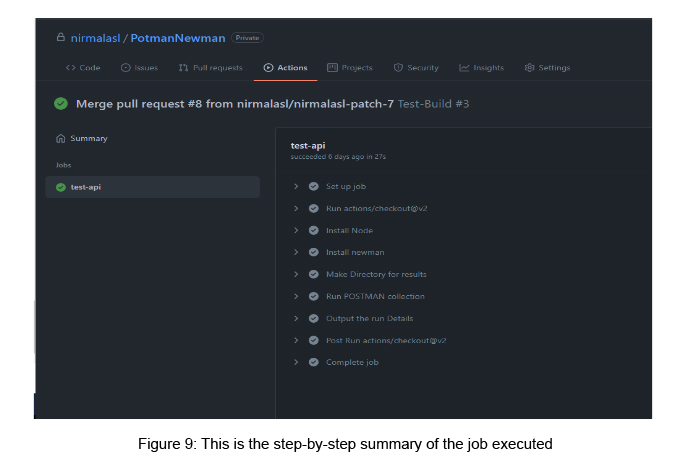 nirmalasl / PotmanNewman Private
Code Issues Pull requests Actions Projects Security Insights Settings
Merge pull request #8 from nirmalasl/nirmalasl-patch-7 Test-Build #3
Summary
Jobs
test-api
test-api
succeeded 6 days ago in 27s
Set up job
Run actions/checkout@v2
Install Node
Install newman
Make Directory for results
Run POSTMAN collection
Output the run Details
Post Run actions/checkout@v2
Complete job
Figure 9: This is the step-by-step summary of the job executed